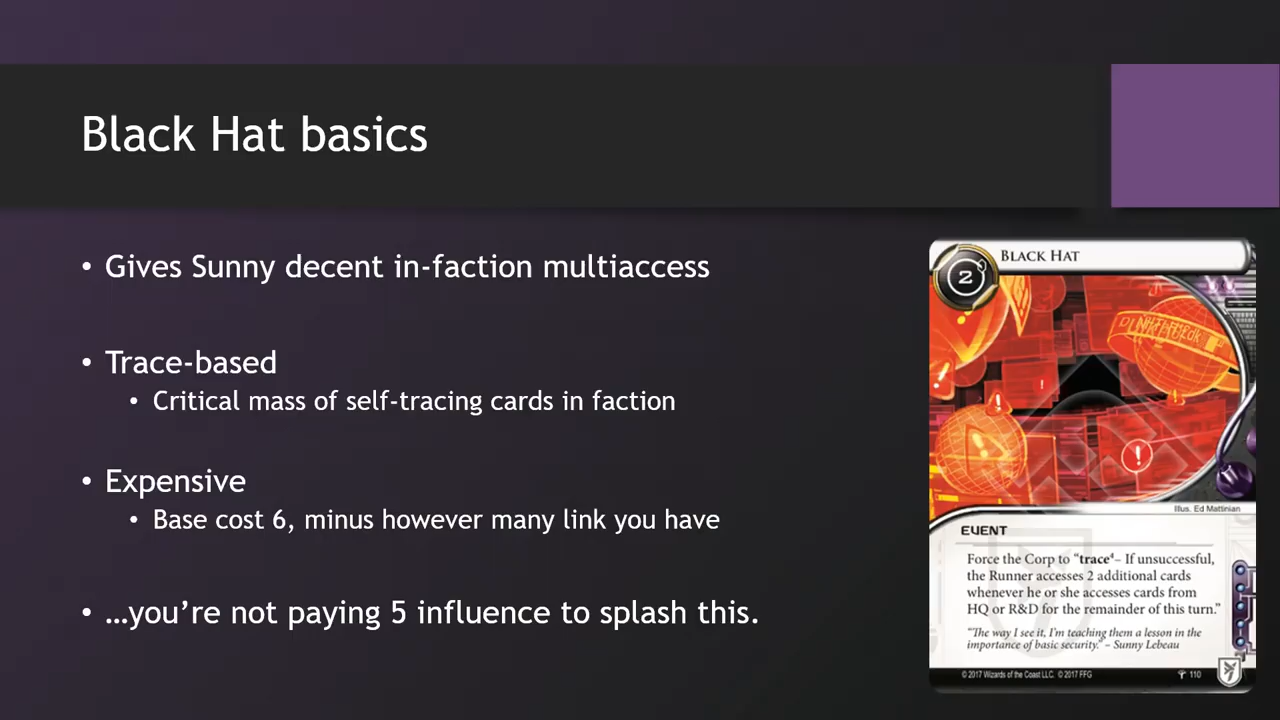 Black Hat basics
• Gives Sunny decent in-faction multiaccess
• Trace-based
• Critical mass of self-tracing cards in faction
• Expensive
• Base cost 6, minus however many link you have
• …you’re not paying 5 influence to splash this.
2
Black Hat
Illus. Ed Mattinian
EVENT
Force the Corp to “trace⁴– If unsuccessful,
the Runner accesses 2 additional cards
whenever he or she accesses cards from
HQ or R&D for the remainder of this turn.”
“The way I see it, I’m teaching them a lesson in the
importance of basic security.” – Sunny Lebeau
© 2017 Wizards of the Coast LLC. © 2017 FFG
110